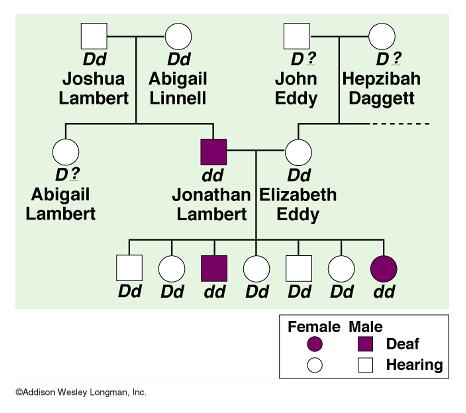 Dd Dd D? D?
Joshua Abigail John Hepzibah
Lambert Linnell Eddy Daggett
D? dd Dd
Abigail Jonathan Elizabeth
Lambert Lambert Eddy
Dd Dd dd Dd Dd Dd dd
Female Male
Deaf
Hearing
©Addison Wesley Longman, Inc.